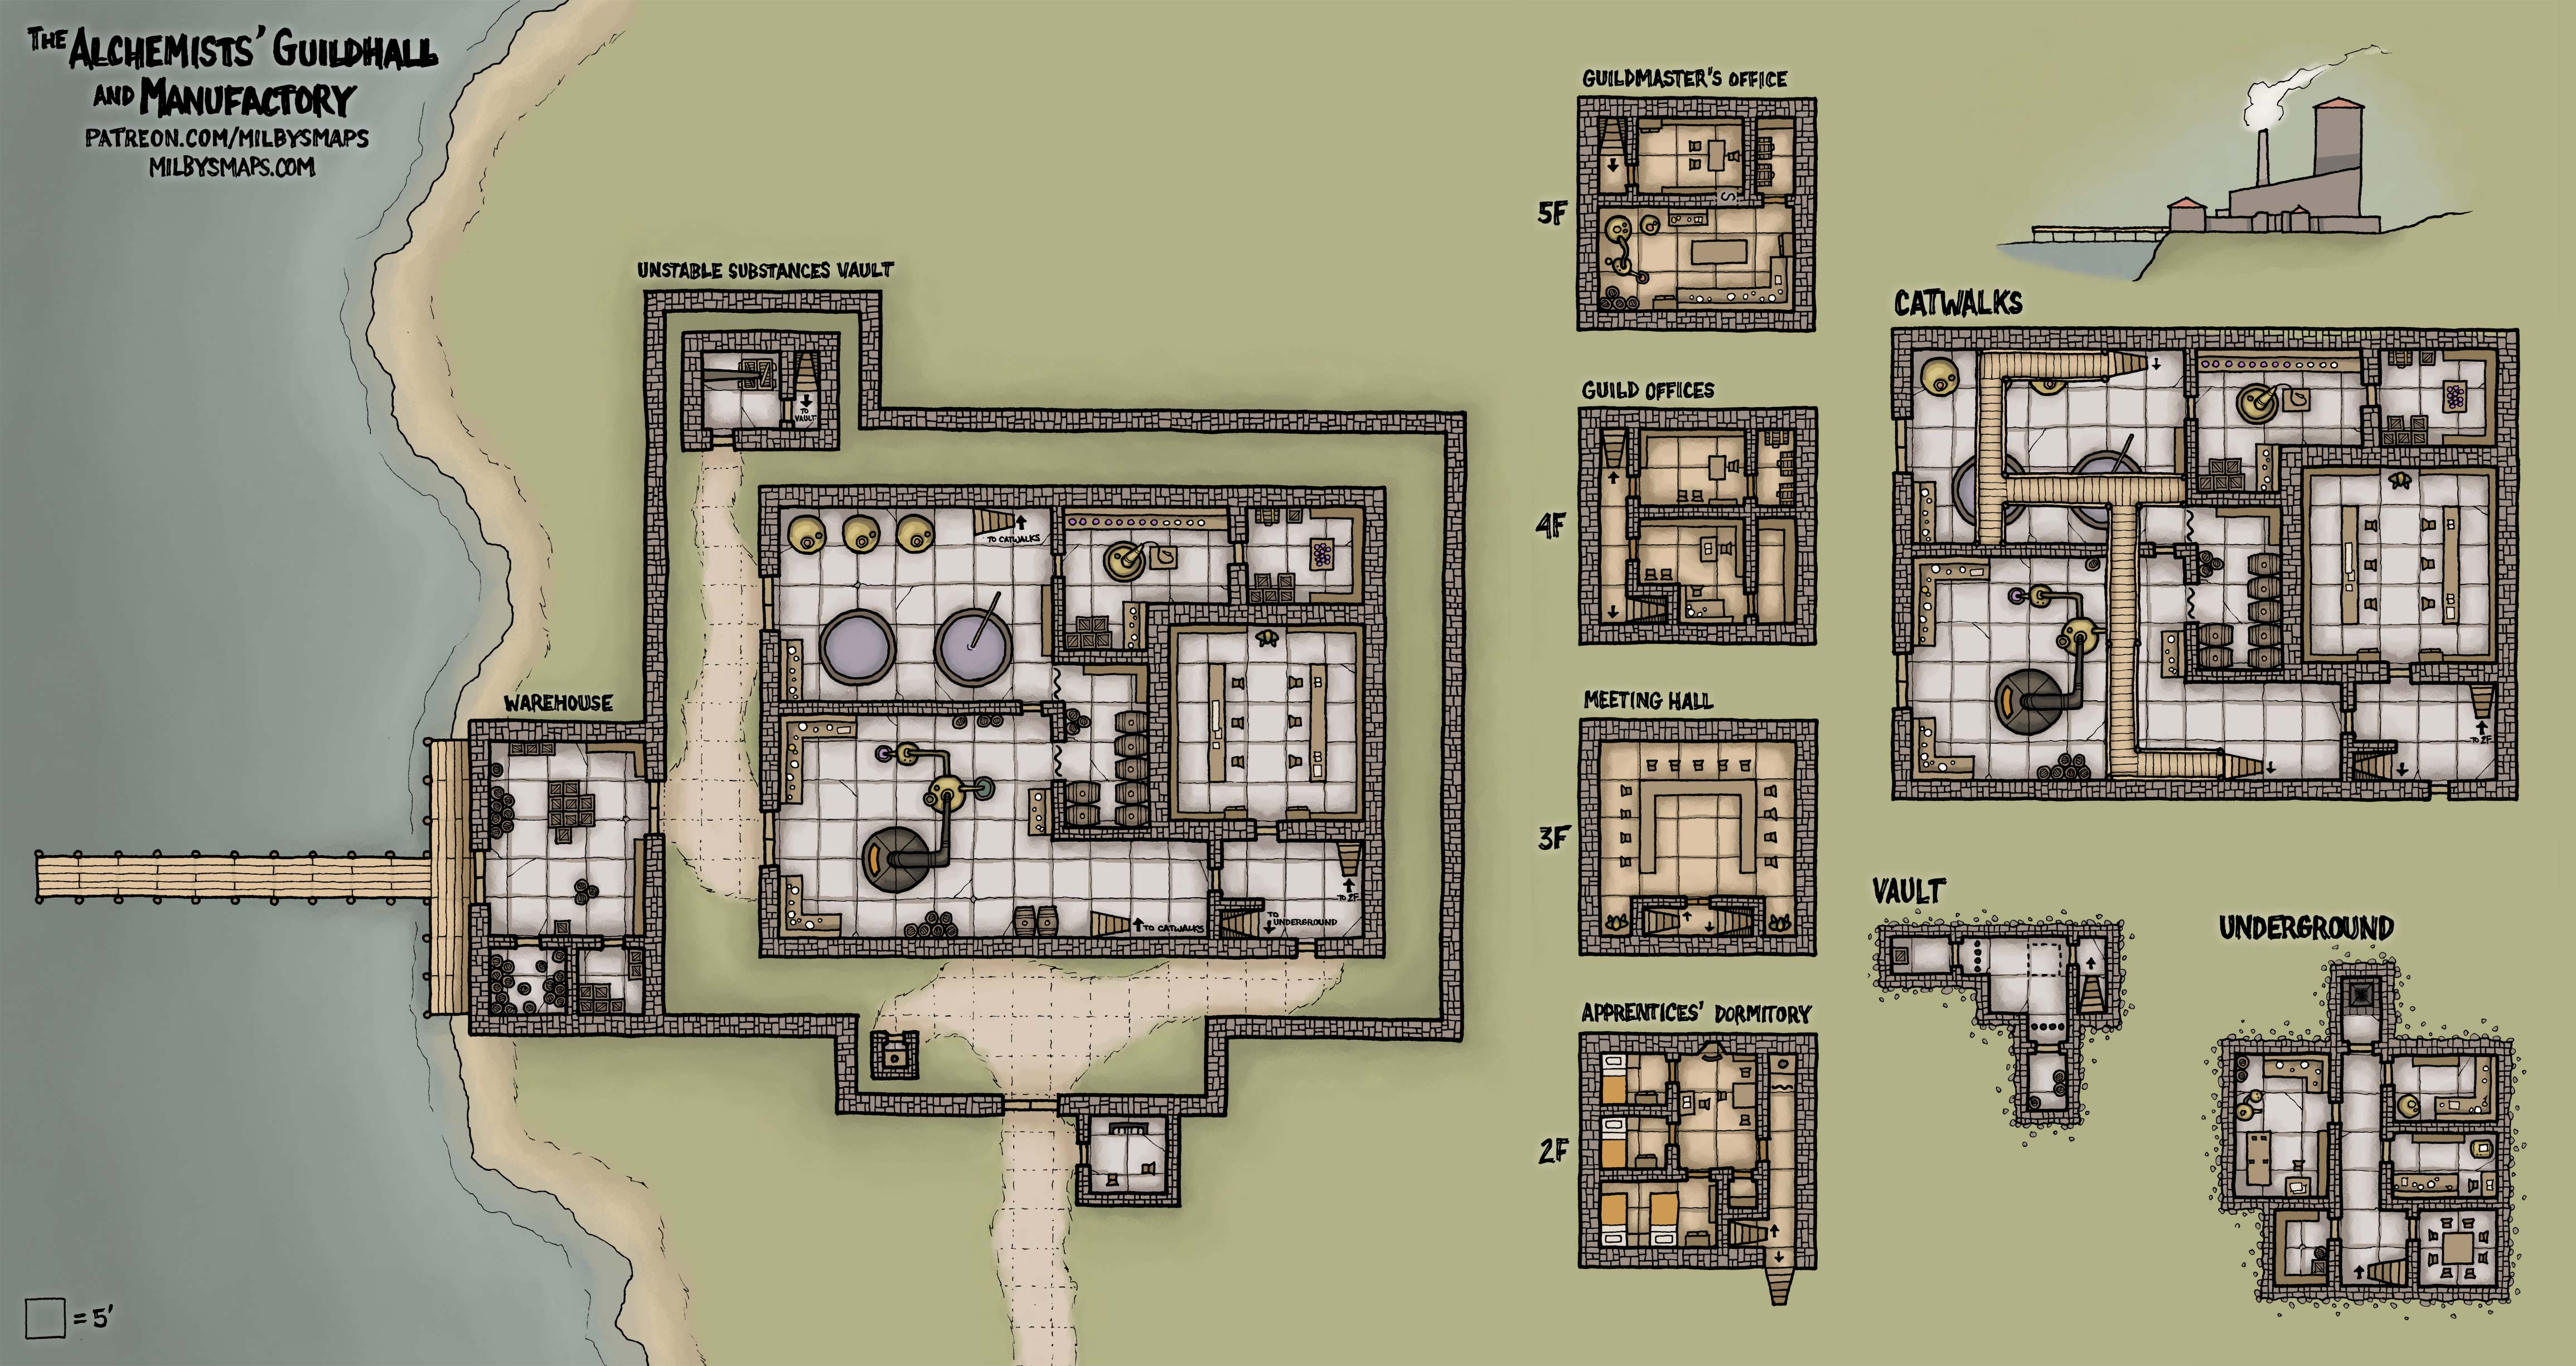 THE ALCHEMISTS' GUILDHALL
AND MANUFACTORY
PATREON.COM/MILBYSMAPS
MILBYSMAPS.COM
UNSTABLE SUBSTANCES VAULT
TO
VAULT
TO CATWALKS
WAREHOUSE
TO 2F
TO
UNDERGROUND
TO CATWALKS
= 5'
GUILDMASTER'S OFFICE
S
5F
GUILD OFFICES
4F
MEETING HALL
3F
APPRENTICES' DORMITORY
2F
CATWALKS
TO 2F
VAULT
UNDERGROUND